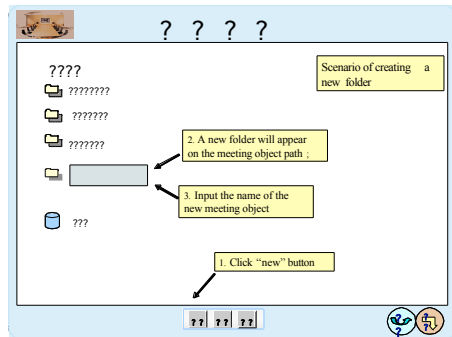 ? ? ? ?
Scenario of creating a
new folder
????
????????
???????
???????
2. A new folder will appear
on the meeting object path ;
3. Input the name of the
new meeting object
???
1. Click “new” button
? ? ? ? ? ?
?
?
?